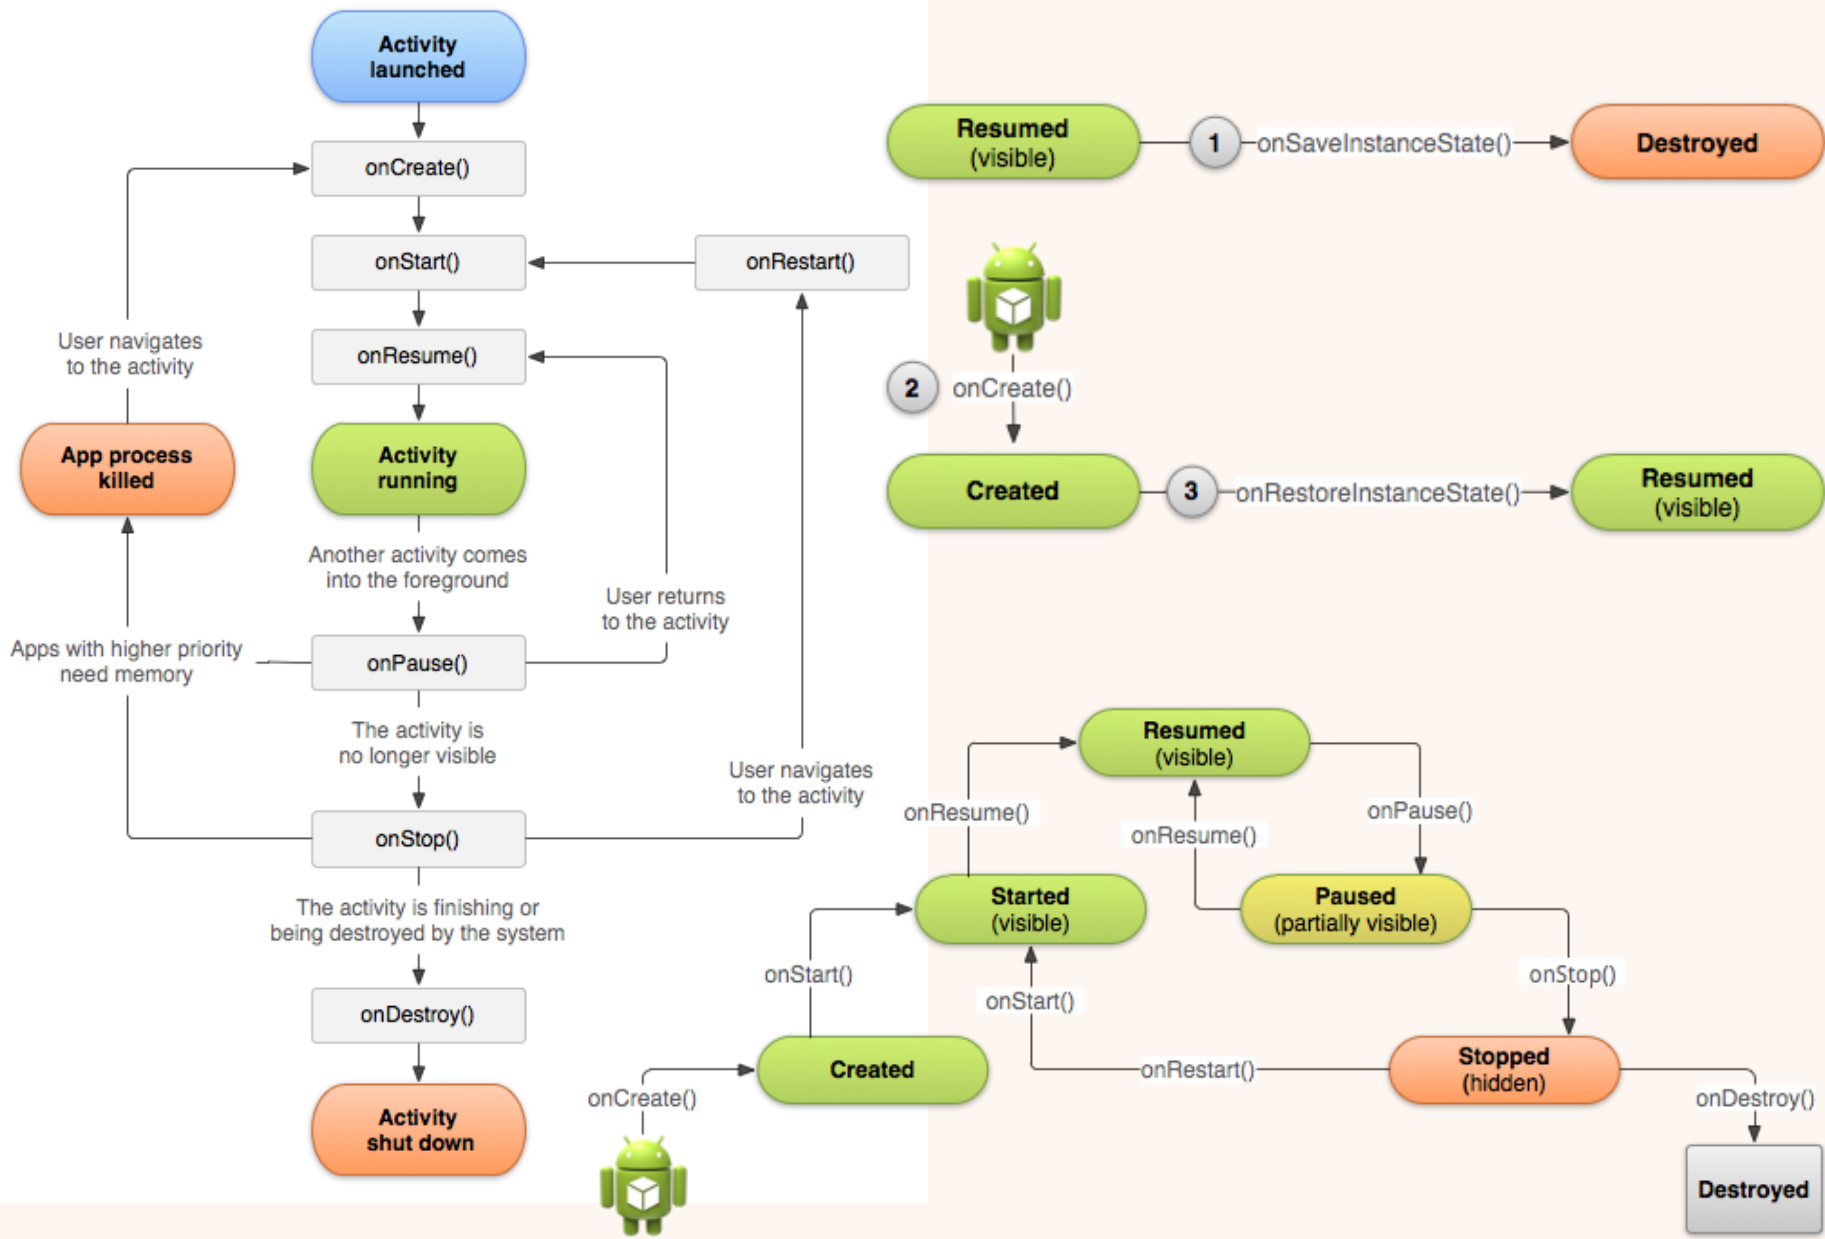 Activity
launched
onCreate()
onStart()
onRestart()
onResume()
User navigates
to the activity
App process
killed
Activity
running
Another activity comes
into the foreground
User returns
to the activity
Apps with higher priority
need memory
onPause()
The activity is
no longer visible
User navigates
to the activity
onStop()
The activity is finishing or
being destroyed by the system
onDestroy()
Activity
shut down
Resumed
(visible)
1
onSaveInstanceState()
Destroyed
2
onCreate()
Created
3
onRestoreInstanceState()
Resumed
(visible)
Resumed
(visible)
onResume()
onResume()
onPause()
Started
(visible)
Paused
(partially visible)
onStart()
onStart()
onStop()
onCreate()
Created
onRestart()
Stopped
(hidden)
onDestroy()
Destroyed